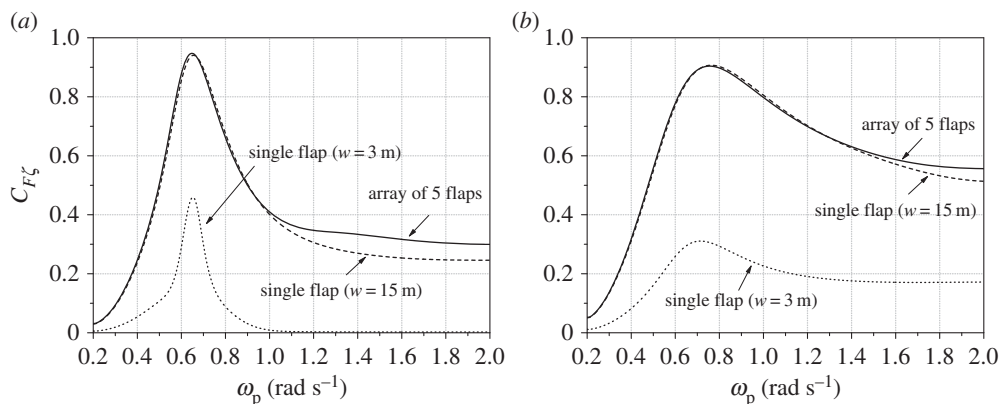 (a)
1.0
0.8
0.6
0.4
0.2
0
C_Fζ
single flap (w = 3 m)
array of 5 flaps
single flap (w = 15 m)
0.2 0.4 0.6 0.8 1.0 1.2 1.4 1.6 1.8 2.0
ω_p (rad s⁻¹)
(b)
1.0
0.8
0.6
0.4
0.2
0
array of 5 flaps
single flap (w = 15 m)
single flap (w = 3 m)
0.2 0.4 0.6 0.8 1.0 1.2 1.4 1.6 1.8 2.0
ω_p (rad s⁻¹)